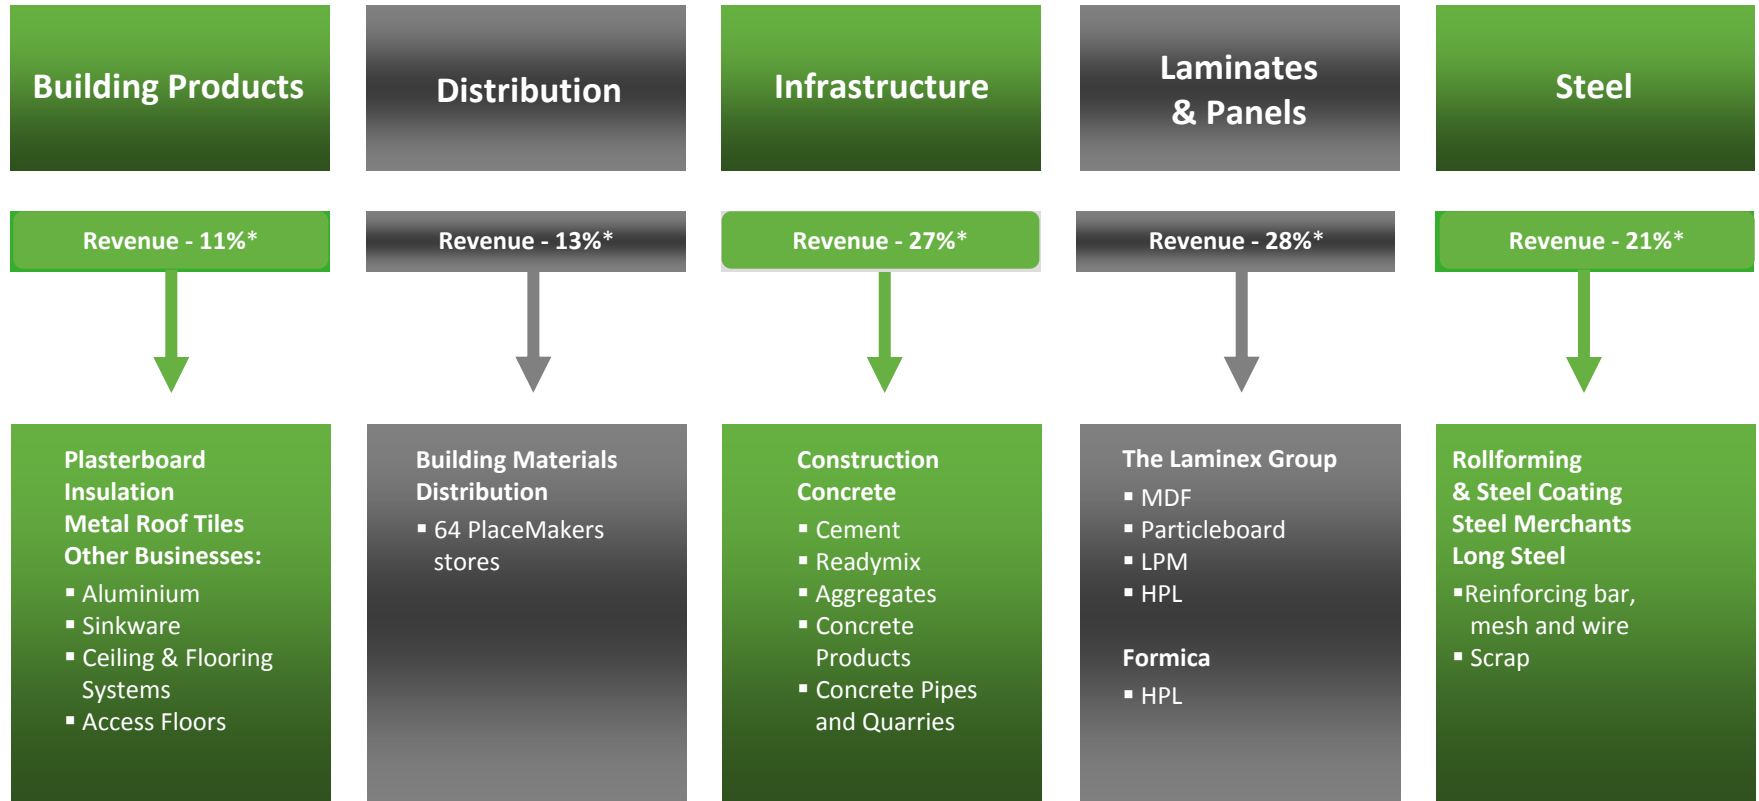 Building Products
Distribution
Infrastructure
Laminates
& Panels
Steel
Revenue - 11%*
Revenue - 13%*
Revenue - 27%*
Revenue - 28%*
Revenue - 21%*
Plasterboard
Insulation
Metal Roof Tiles
Other Businesses:
▪ Aluminium
▪ Sinkware
▪ Ceiling & Flooring
Systems
▪ Access Floors
Building Materials
Distribution
▪ 64 PlaceMakers
stores
Construction
Concrete
▪ Cement
▪ Readymix
▪ Aggregates
▪ Concrete
Products
▪ Concrete Pipes
and Quarries
The Laminex Group
▪ MDF
▪ Particleboard
▪ LPM
▪ HPL
Formica
▪ HPL
Rollforming
& Steel Coating
Steel Merchants
Long Steel
▪Reinforcing bar,
mesh and wire
▪ Scrap